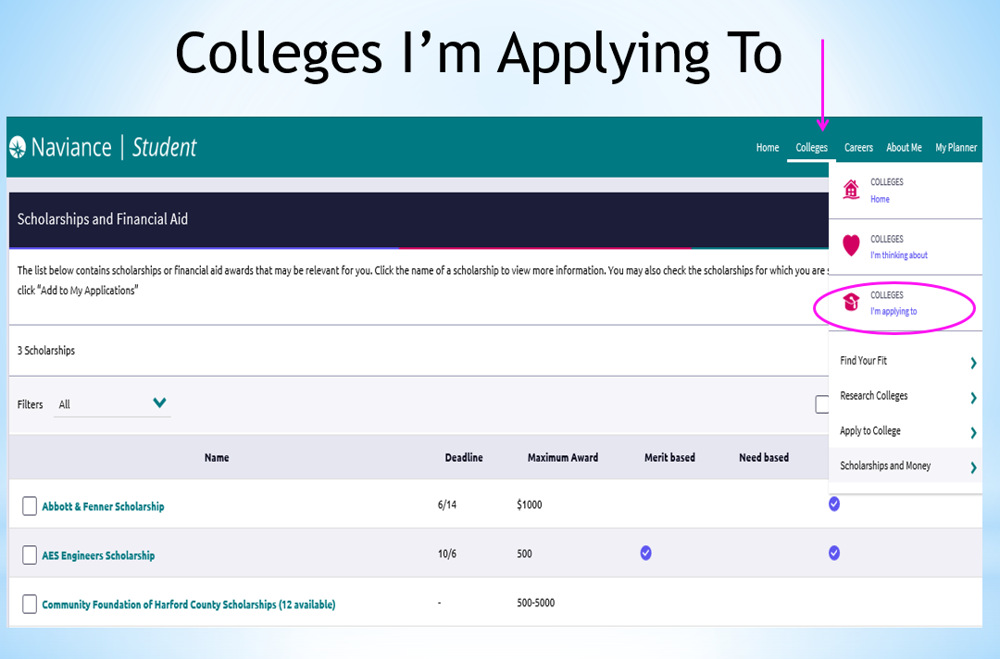 Colleges I’m Applying To
Naviance | Student
Home Colleges Careers About Me My Planner
COLLEGES
Home
COLLEGES
I'm thinking about
COLLEGES
I'm applying to
Find Your Fit
Research Colleges
Apply to College
Scholarships and Money
Scholarships and Financial Aid
The list below contains scholarships or financial aid awards that may be relevant for you. Click the name of a scholarship to view more information. You may also check the scholarships for which you are
click "Add to My Applications"
3 Scholarships
Filters All
Name Deadline Maximum Award Merit based Need based
Abbott & Fenner Scholarship 6/14 $1000
AES Engineers Scholarship 10/6 500
Community Foundation of Harford County Scholarships (12 available) - 500-5000